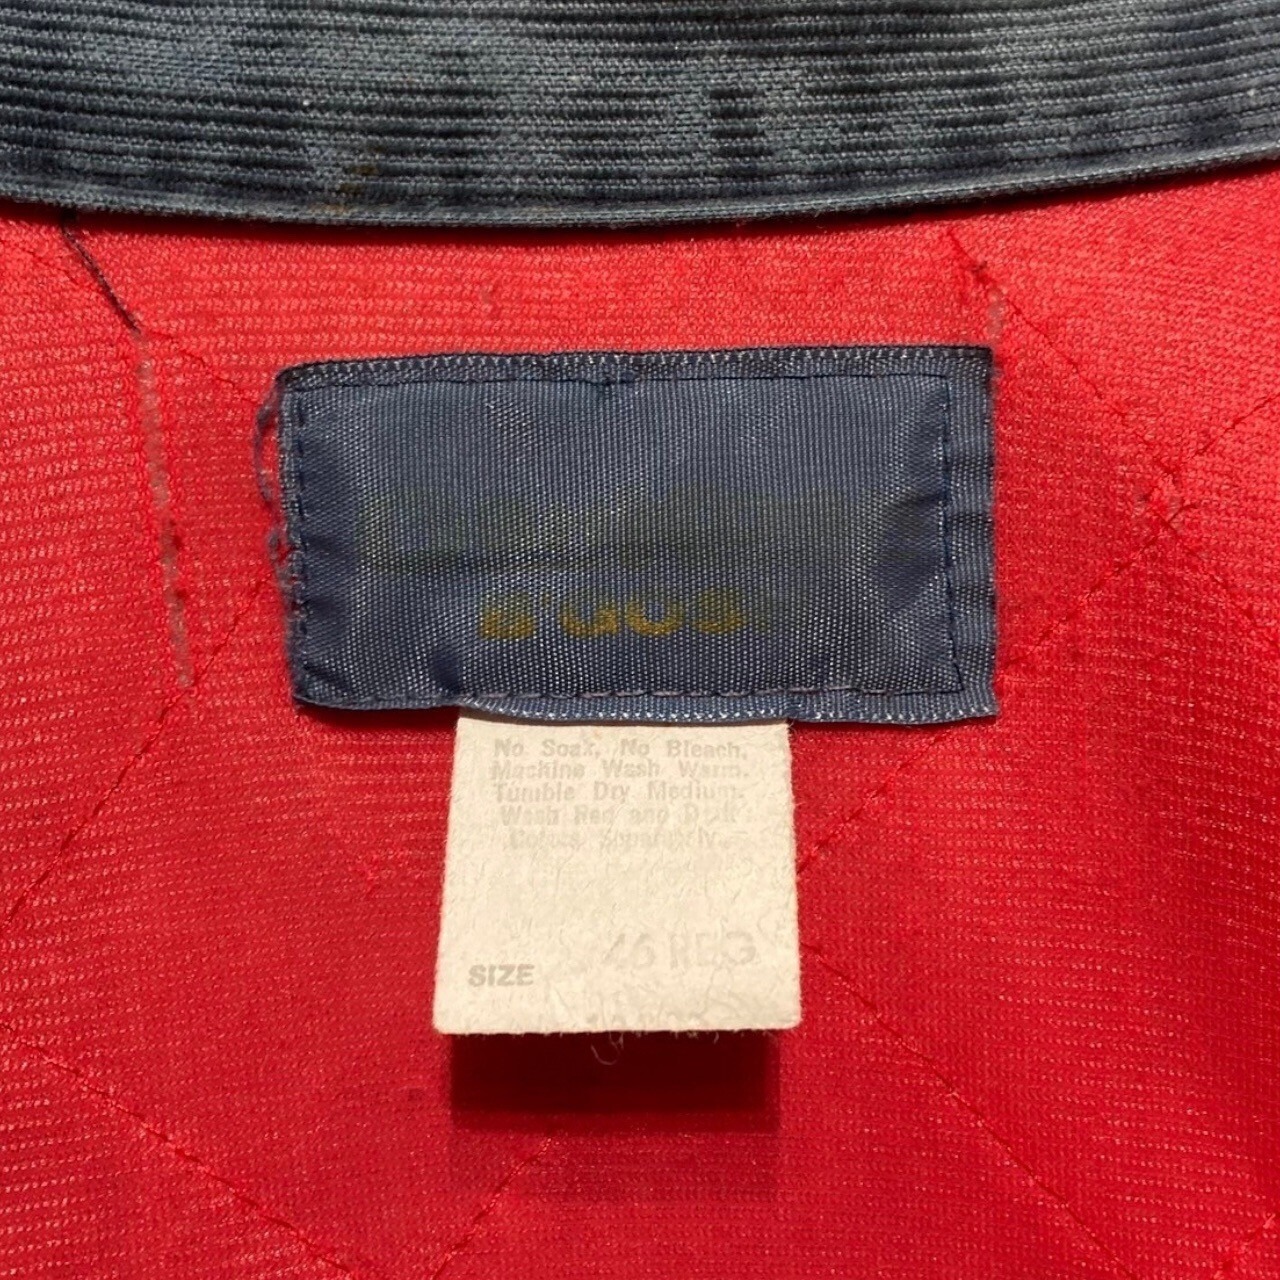 No Soak, No Bleach,
Machine Wash Warm.
Tumble Dry Medium.
Wash Red and Dark
Colors Separately.
46 REG
SIZE